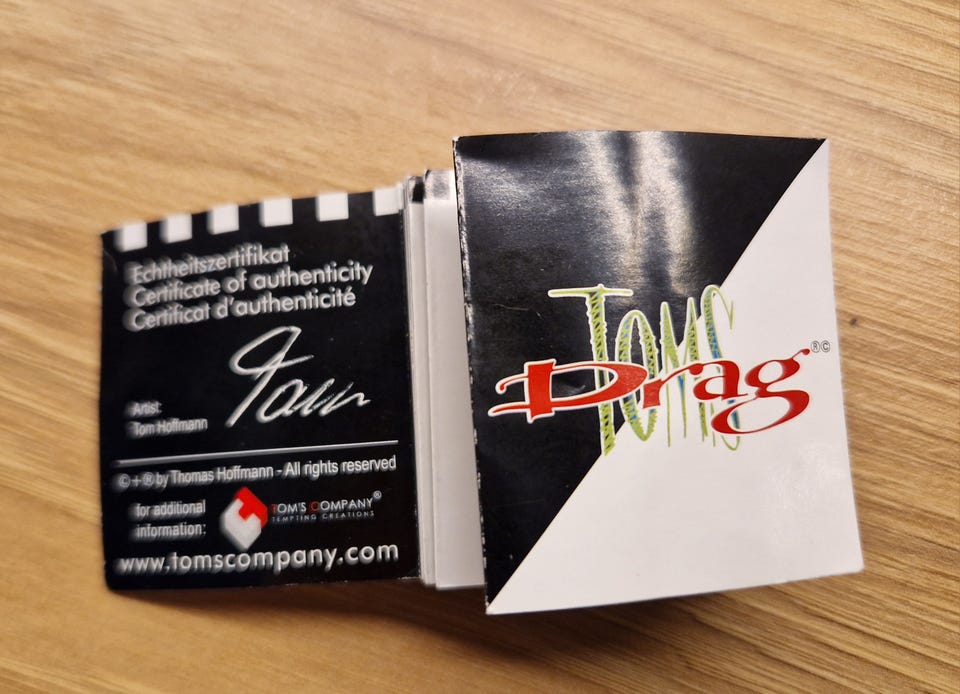 Echtheitszertifikat
Certificate of authenticity
Certificat d'authenticité
Tom
Artist:
Tom Hoffmann
©+® by Thomas Hoffmann - All rights reserved
for additional
information:
TOM'S COMPANY®
TEMPTING CREATIONS
www.tomscompany.com
TOMS
Drag®©